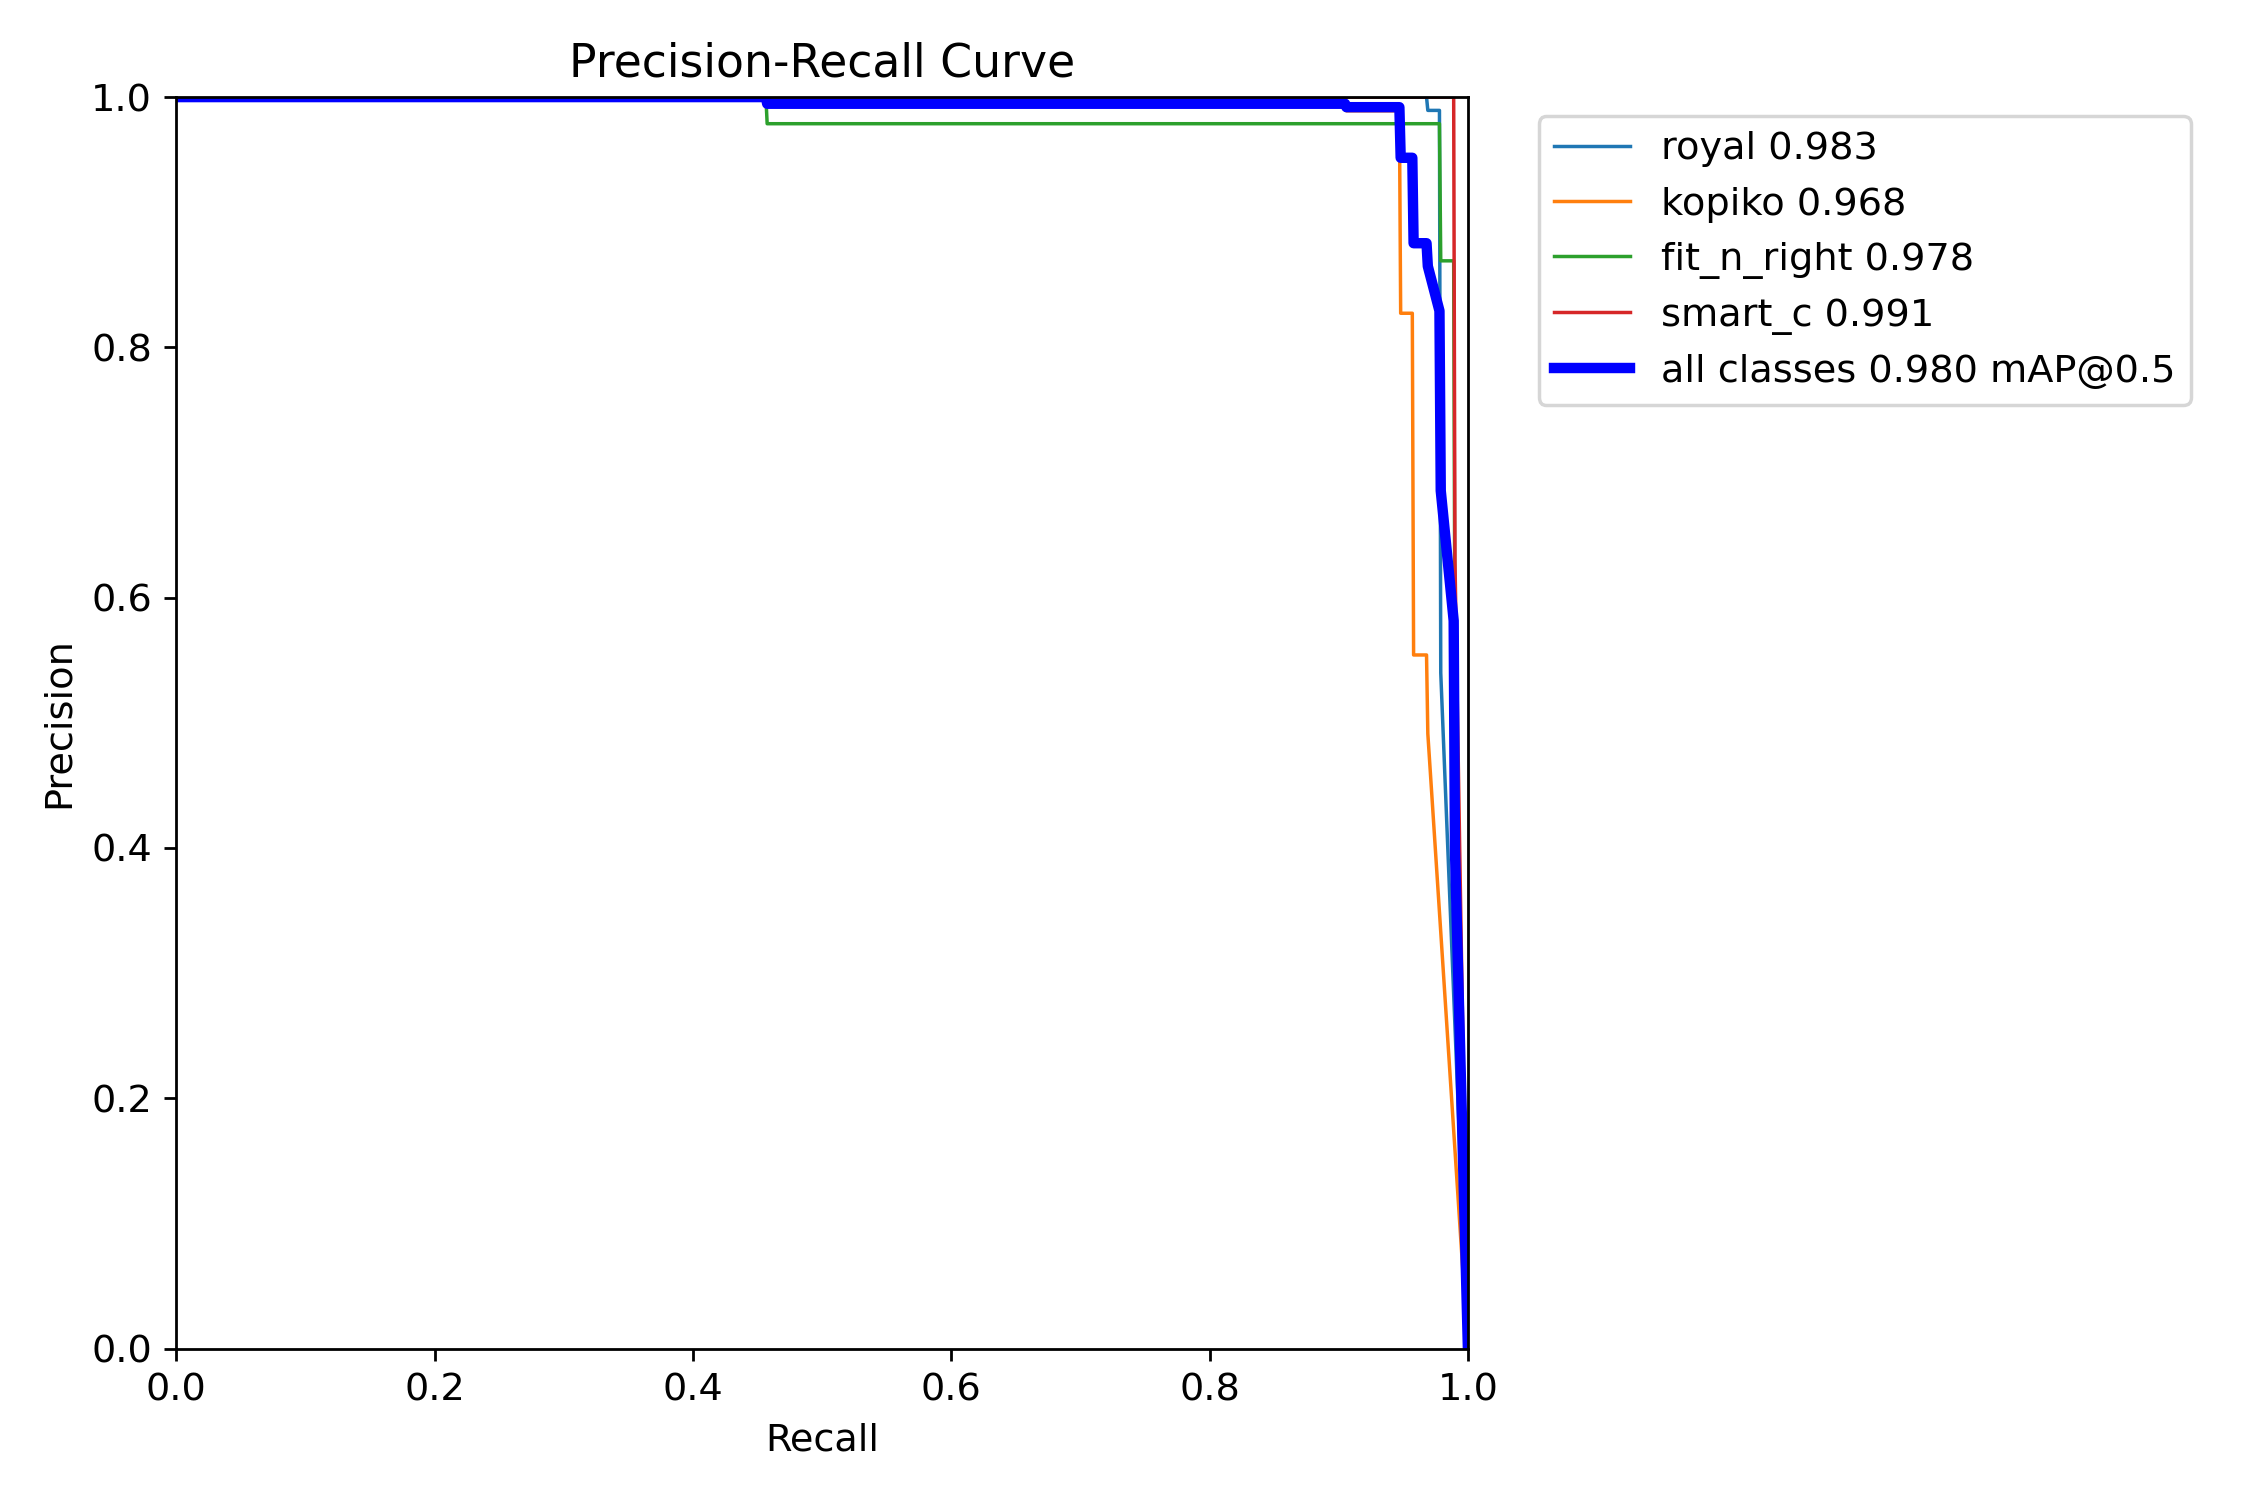 Precision-Recall Curve
1.0
0.8
0.6
0.4
0.2
0.0
Precision
0.0 0.2 0.4 0.6 0.8 1.0
Recall
royal 0.983
kopiko 0.968
fit_n_right 0.978
smart_c 0.991
all classes 0.980 mAP@0.5